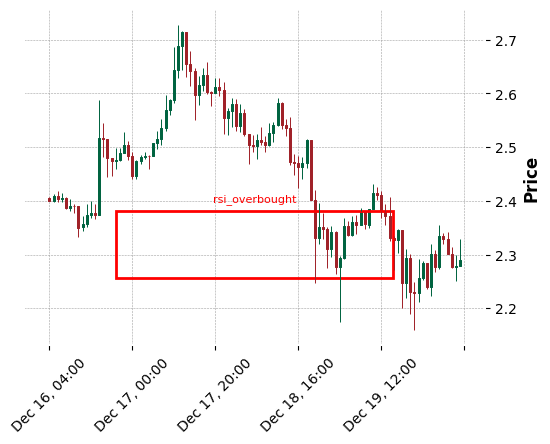 2.7
2.6
2.5
2.4
2.3
2.2
Price
rsi_overbought
Dec 16, 04:00
Dec 17, 00:00
Dec 17, 20:00
Dec 18, 16:00
Dec 19, 12:00